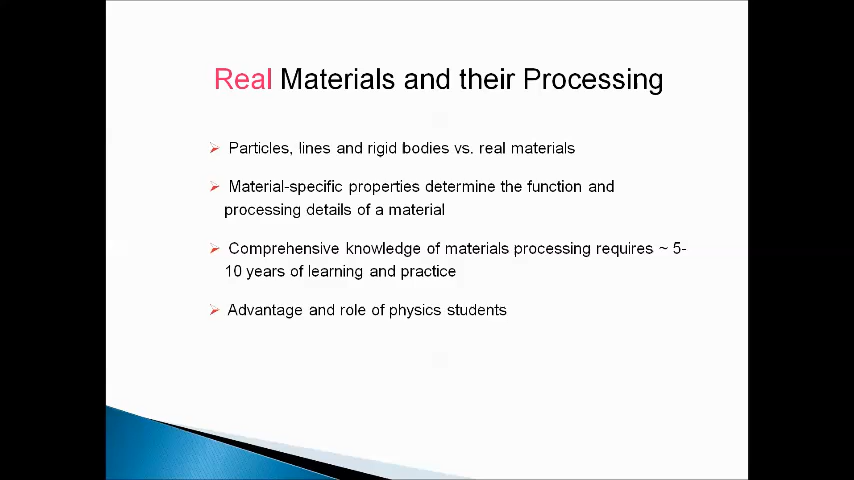 Real Materials and their Processing
Particles, lines and rigid bodies vs. real materials
Material-specific properties determine the function and
processing details of a material
Comprehensive knowledge of materials processing requires ~ 5-
10 years of learning and practice
Advantage and role of physics students